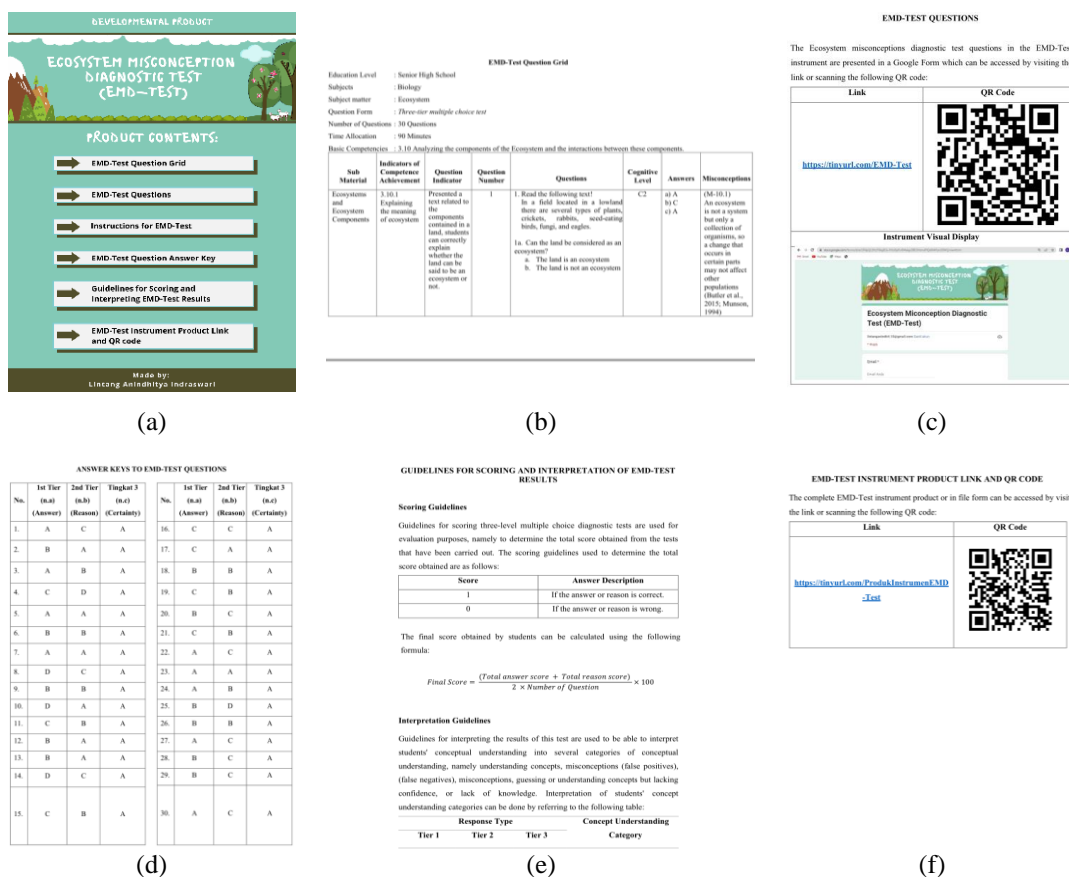 DEVELOPMENTAL PRODUCT
ECOSYSTEM MISCONCEPTION
DIAGNOSTIC TEST
(EMD-TEST)
PRODUCT CONTENTS:
EMD-Test Question Grid
EMD-Test Questions
Instructions for EMD-Test
EMD-Test Question Answer Key
Guidelines for Scoring and
Interpreting EMD-Test Results
EMD-Test Instrument Product Link
and QR code
Made by:
Lintang Anindhitya Indraswari
(a)
EMD-Test Question Grid
Education Level : Senior High School
Subjects : Biology
Subject matter : Ecosystem
Question Form : Three-tier multiple choice test
Number of Questions : 30 Questions
Time Allocation : 90 Minutes
Basic Competencies : 3.10 Analyzing the components of the Ecosystem and the interactions between these components.
Sub Material | Indicators of Competence Achievement | Question Indicator | Question Number | Questions | Cognitive Level | Answers | Misconceptions
Ecosystems and Ecosystem Components
3.10.1 Explaining the meaning of ecosystem
Presented a text related to the components contained in a land, students can correctly explain whether the land can be said to be an ecosystem or not.
1
1. Read the following text!
In a field located in a lowland
there are several types of plants,
crickets, rabbits, seed-eating
birds, fungi, and eagles.
1a. Can the land be considered as an
ecosystem?
a. The land is an ecosystem
b. The land is not an ecosystem
C2
a) A
b) C
c) A
(M-10.1)
An ecosystem
is not a system
but only a
collection of
organisms, so
a change that
occurs in
certain parts
may not affect
other
populations
(Butler et al.,
2015; Munson,
1994)
(b)
EMD-TEST QUESTIONS
The Ecosystem misconceptions diagnostic test questions in the EMD-Tes
instrument are presented in a Google Form which can be accessed by visiting the
link or scanning the following QR code:
Link QR Code
https://tinyurl.com/EMD-Test
Instrument Visual Display
ECOSYSTEM MISCONCEPTION
DIAGNOSTIC TEST
(EMD-TEST)
Ecosystem Miconception Diagnostic
Test (EMD-Test)
Email *
(c)
ANSWER KEYS TO EMD-TEST QUESTIONS
No. | 1st Tier (n.a) (Answer) | 2nd Tier (n.b) (Reason) | Tingkat 3 (n.c) (Certainty) | No. | 1st Tier (n.a) (Answer) | 2nd Tier (n.b) (Reason) | Tingkat 3 (n.c) (Certainty)
1. A C A 16. C C A
2. B A A 17. C A A
3. A B A 18. B B A
4. C D A 19. C B A
5. A A A 20. B C A
6. B B A 21. C B A
7. A A A 22. A C A
8. D C A 23. A A A
9. B B A 24. A B A
10. D A A 25. B D A
11. C B A 26. B B A
12. B A A 27. A C A
13. B A A 28. B C A
14. D C A 29. B C A
15. C B A 30. A C A
(d)
GUIDELINES FOR SCORING AND INTERPRETATION OF EMD-TEST
RESULTS
Scoring Guidelines
Guidelines for scoring three-level multiple choice diagnostic tests are used for
evaluation purposes, namely to determine the total score obtained from the tests
that have been carried out. The scoring guidelines used to determine the total
score obtained are as follows:
Score Answer Description
1 If the answer or reason is correct.
0 If the answer or reason is wrong.
The final score obtained by students can be calculated using the following
formula:
Final Score = (Total answer score + Total reason score) / 2 × Number of Question × 100
Interpretation Guidelines
Guidelines for interpreting the results of this test are used to be able to interpret
students' conceptual understanding into several categories of conceptual
understanding, namely understanding concepts, misconceptions (false positives),
(false negatives), misconceptions, guessing or understanding concepts but lacking
confidence, or lack of knowledge. Interpretation of students' concept
understanding categories can be done by referring to the following table:
Response Type Concept Understanding
Tier 1 Tier 2 Tier 3 Category
(e)
EMD-TEST INSTRUMENT PRODUCT LINK AND QR CODE
The complete EMD-Test instrument product or in file form can be accessed by visit
the link or scanning the following QR code:
Link QR Code
https://tinyurl.com/ProdukInstrumenEMD
-Test
(f)